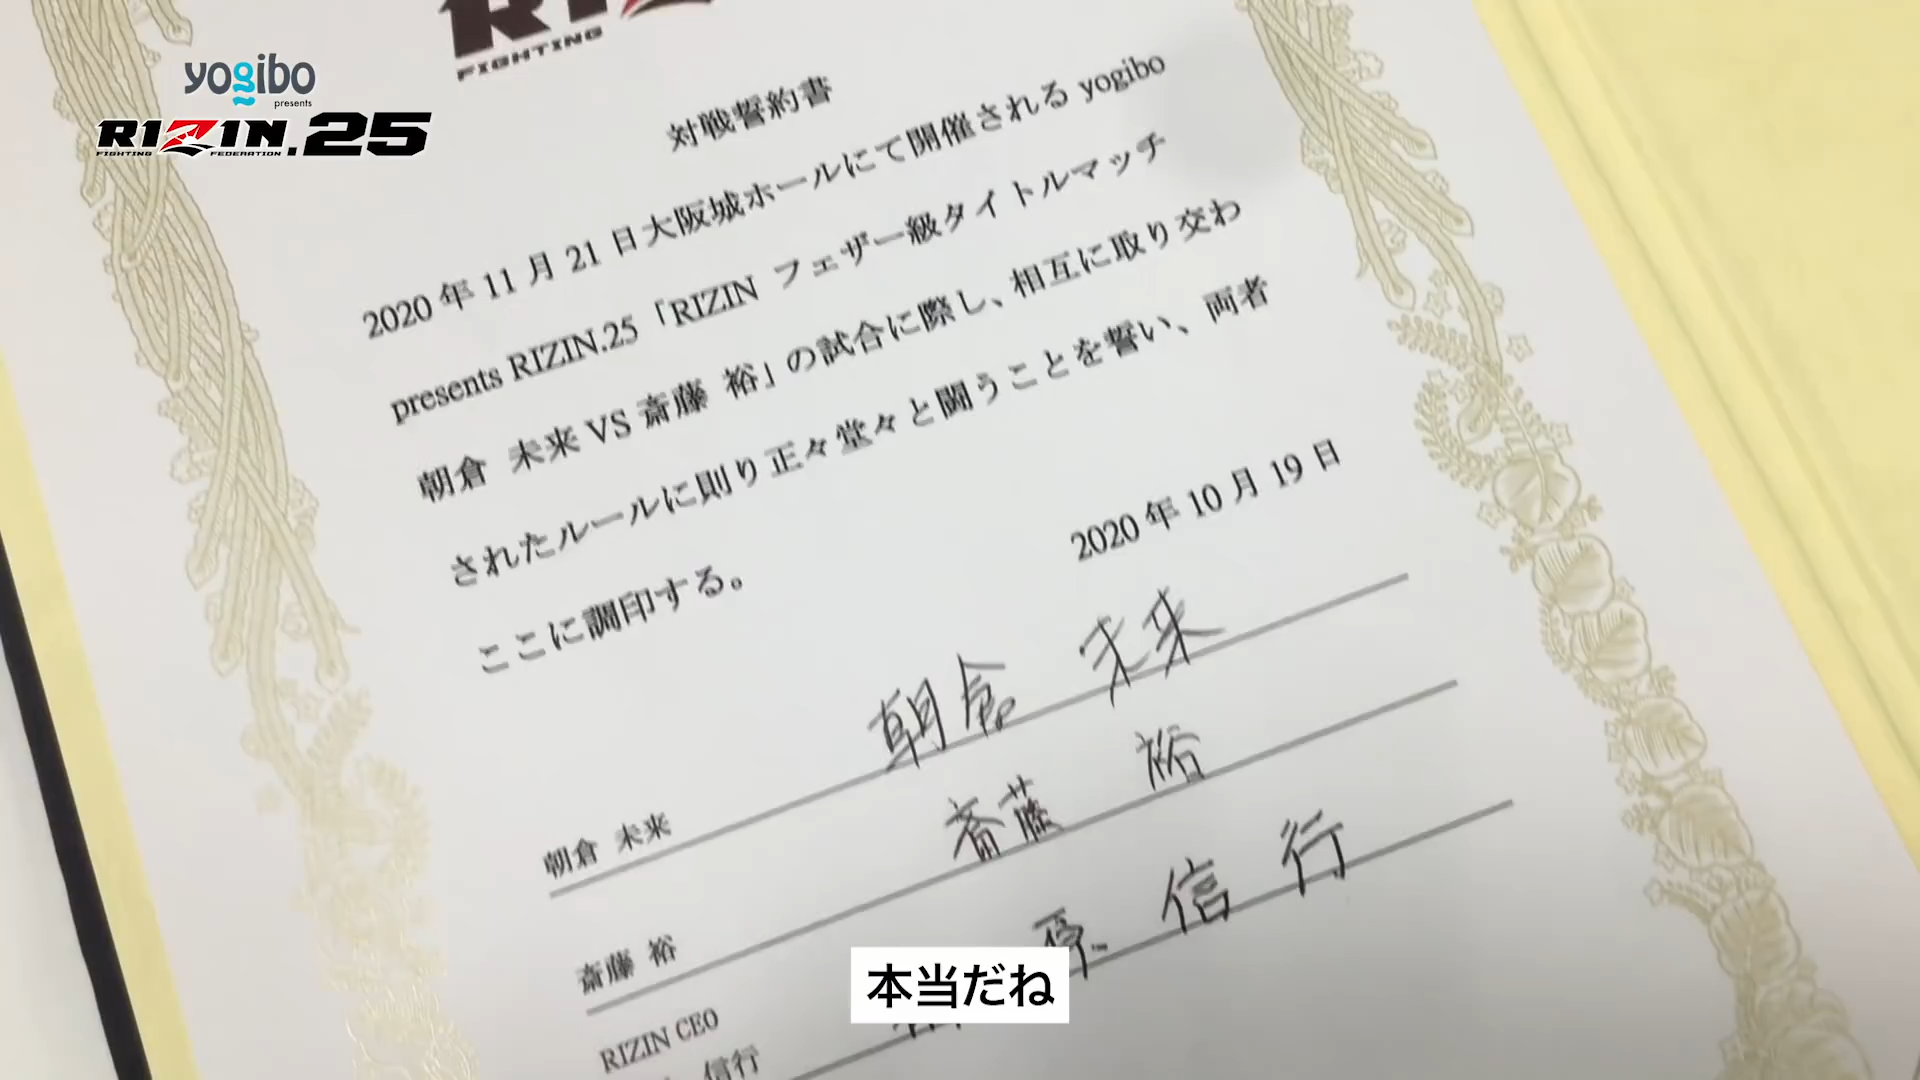 RIZIN
FIGHTING
yogibo
presents
RIZIN.25
FIGHTING FEDERATION
対戦誓約書
2020年11月21日大阪城ホールにて開催される yogibo
presents RIZIN.25「RIZIN フェザー級タイトルマッチ
朝倉 未来 VS 斎藤 裕」の試合に際し、相互に取り交わ
されたルールに則り正々堂々と闘うことを誓い、両者
ここに調印する。
2020年10月19日
朝倉 未来 朝倉 未来
斎藤 裕 斎藤 裕
RIZIN CEO
信行 原 信行
本当だね